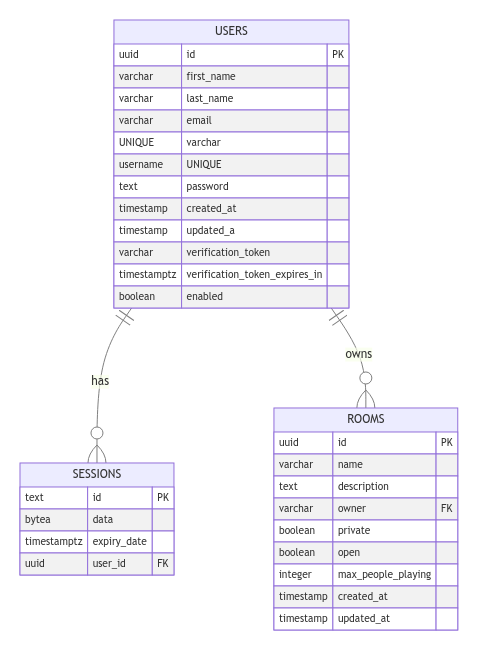 USERS
uuid id PK
varchar first_name
varchar last_name
varchar email
UNIQUE varchar
username UNIQUE
text password
timestamp created_at
timestamp updated_a
varchar verification_token
timestamptz verification_token_expires_in
boolean enabled
has
owns
SESSIONS
text id PK
bytea data
timestamptz expiry_date
uuid user_id FK
ROOMS
uuid id PK
varchar name
text description
varchar owner FK
boolean private
boolean open
integer max_people_playing
timestamp created_at
timestamp updated_at